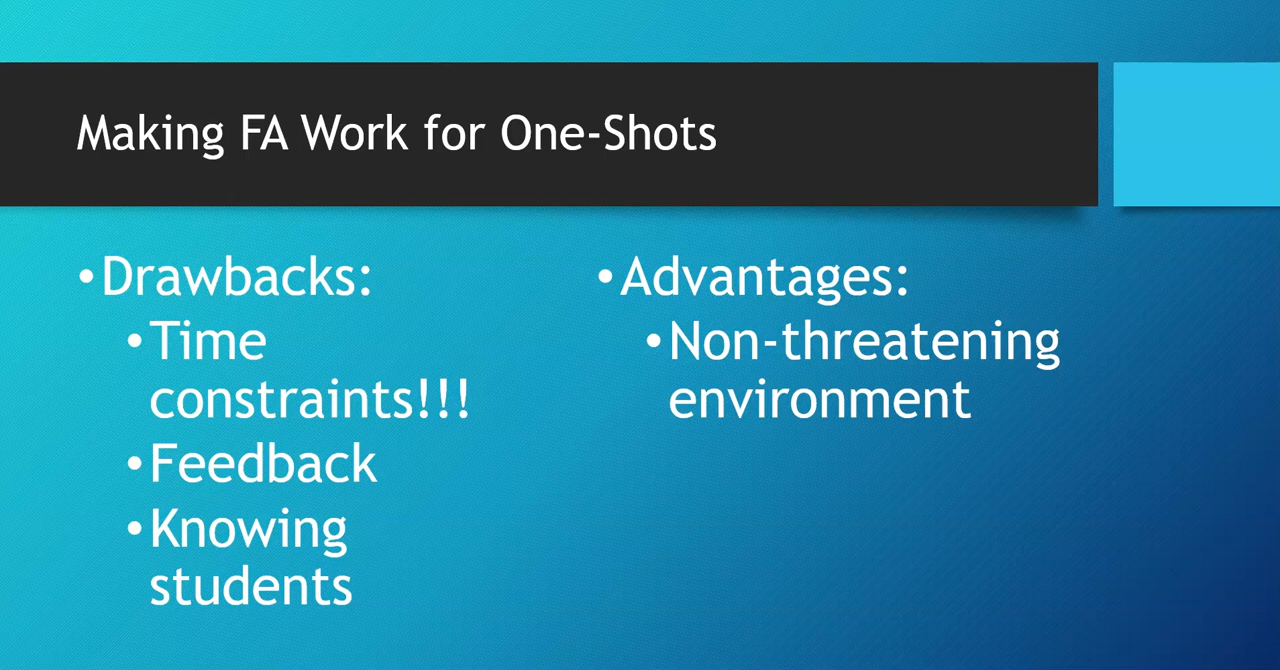 Making FA Work for One-Shots
•Drawbacks:
•Time
constraints!!!
•Feedback
•Knowing
students
•Advantages:
•Non-threatening
environment